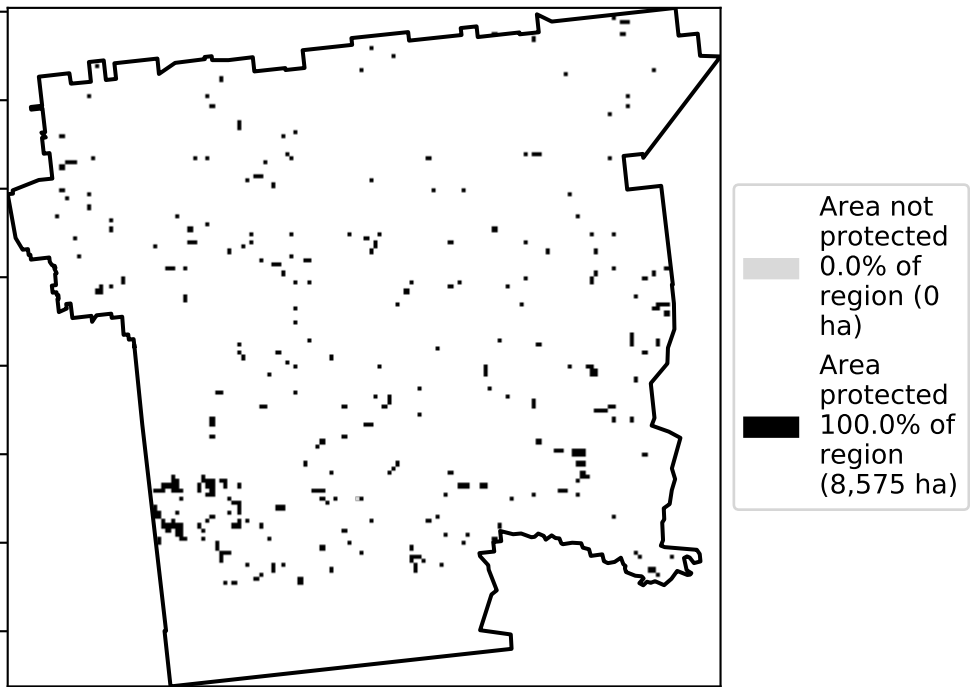 Area not
protected
0.0% of
region (0
ha)
Area
protected
100.0% of
region
(8,575 ha)